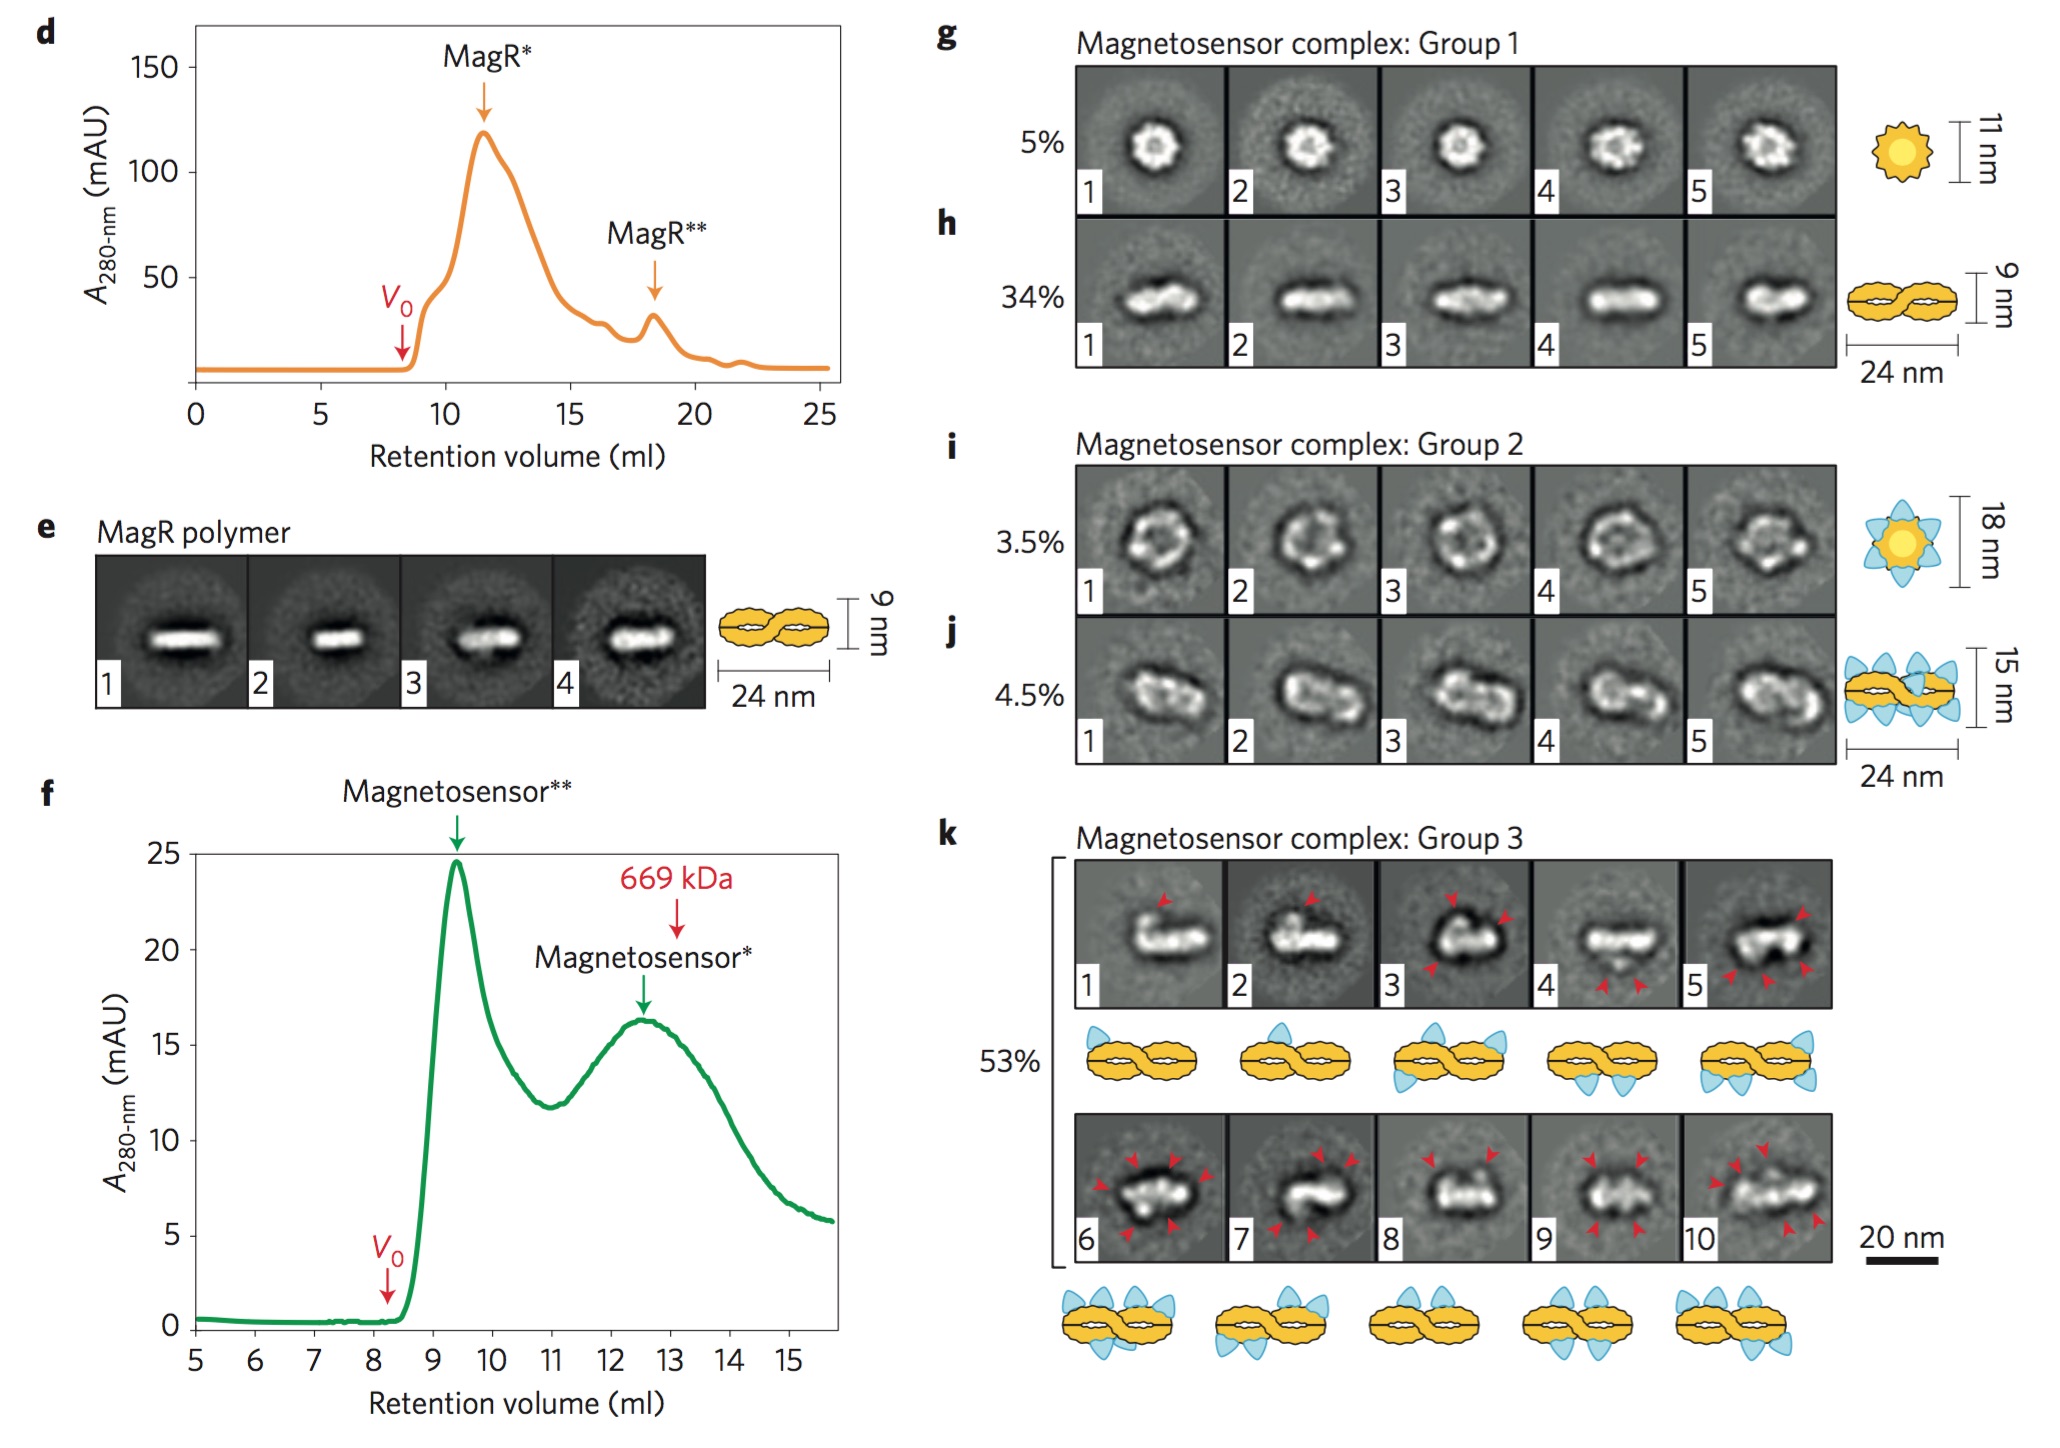 d
150
100
50
A280-nm (mAU)
MagR*
MagR**
V0
0 5 10 15 20 25
Retention volume (ml)
e
MagR polymer
1 2 3 4
9 nm
24 nm
f
Magnetosensor**
669 kDa
Magnetosensor*
25
20
15
10
5
0
A280-nm (mAU)
V0
5 6 7 8 9 10 11 12 13 14 15
Retention volume (ml)
g
Magnetosensor complex: Group 1
5%
1 2 3 4 5
11 nm
h
34%
1 2 3 4 5
9 nm
24 nm
i
Magnetosensor complex: Group 2
3.5%
1 2 3 4 5
18 nm
j
4.5%
1 2 3 4 5
15 nm
24 nm
k
Magnetosensor complex: Group 3
53%
1 2 3 4 5
6 7 8 9 10
20 nm